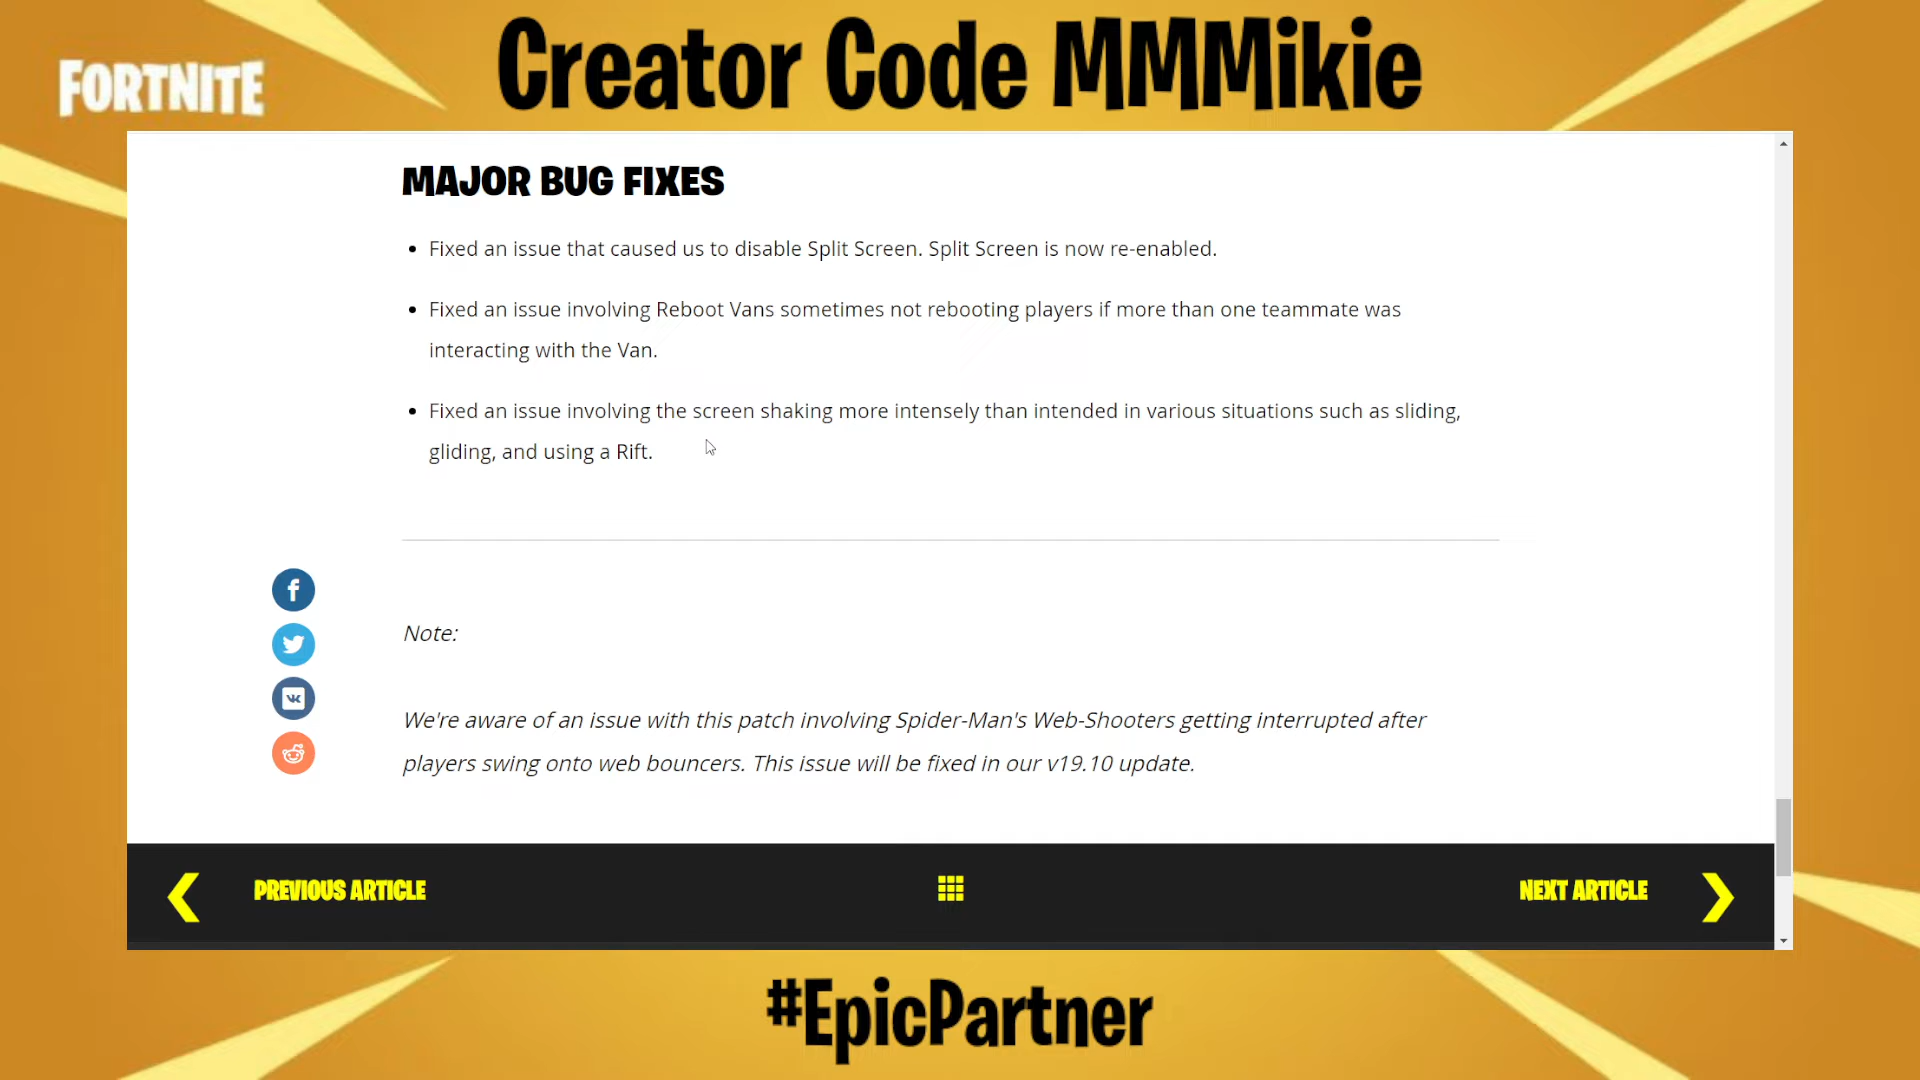 Creator Code MMMikie
FORTNITE
MAJOR BUG FIXES
Fixed an issue that caused us to disable Split Screen. Split Screen is now re-enabled.
Fixed an issue involving Reboot Vans sometimes not rebooting players if more than one teammate was
interacting with the Van.
Fixed an issue involving the screen shaking more intensely than intended in various situations such as sliding,
gliding, and using a Rift.
Note:
We're aware of an issue with this patch involving Spider-Man's Web-Shooters getting interrupted after
players swing onto web bouncers. This issue will be fixed in our v19.10 update.
PREVIOUS ARTICLE
NEXT ARTICLE
#EpicPartner